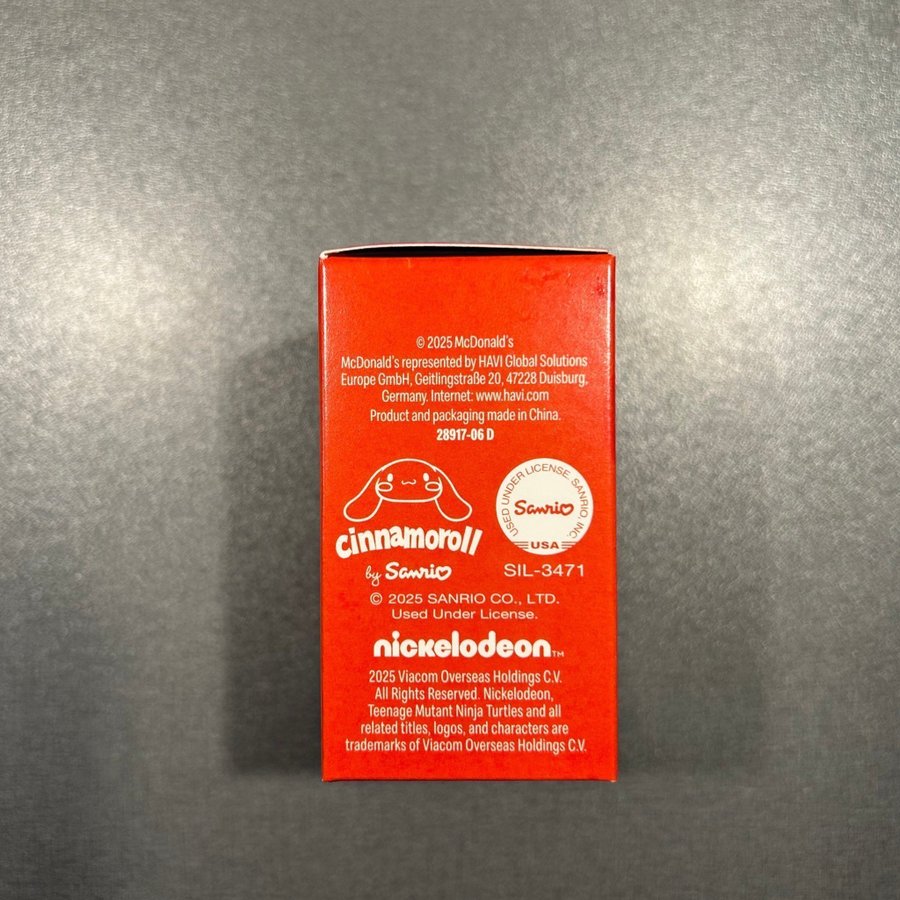 © 2025 McDonald's
McDonald's represented by HAVI Global Solutions
Europe GmbH, Geitlingstraße 20, 47228 Duisburg,
Germany. Internet: www.havi.com
Product and packaging made in China.
28917-06 D
cinnamoroll
by Sanrio
USED UNDER LICENSE. SANRIO, INC.
Sanrio
USA
SIL-3471
© 2025 SANRIO CO., LTD.
Used Under License.
nickelodeon™
2025 Viacom Overseas Holdings C.V.
All Rights Reserved. Nickelodeon,
Teenage Mutant Ninja Turtles and all
related titles, logos, and characters are
trademarks of Viacom Overseas Holdings C.V.